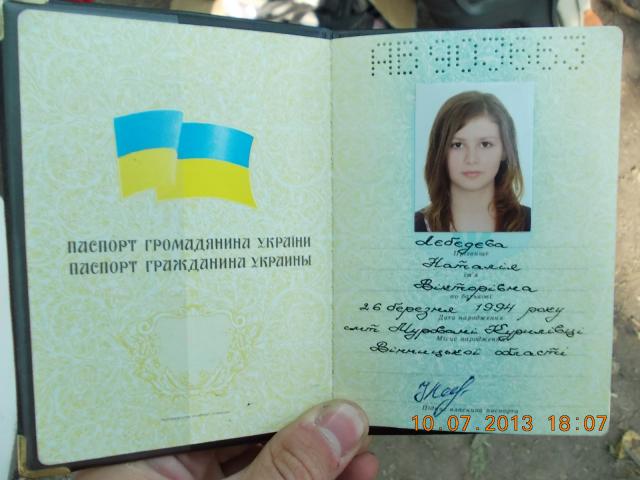 ПАСПОРТ ГРОМАДЯНИНА УКРАЇНИ
ПАСПОРТ ГРАЖДАНИНА УКРАИНЫ
АВ 903663
Лебедєва
Прізвище
Наталія
Ім'я
Вікторівна
по батькові
26 березня 1994 року
Дата народження
смт Муровані Курилівці
Місце народження
Вінницької області
Підпис власника паспорта
10.07.2013 18:07